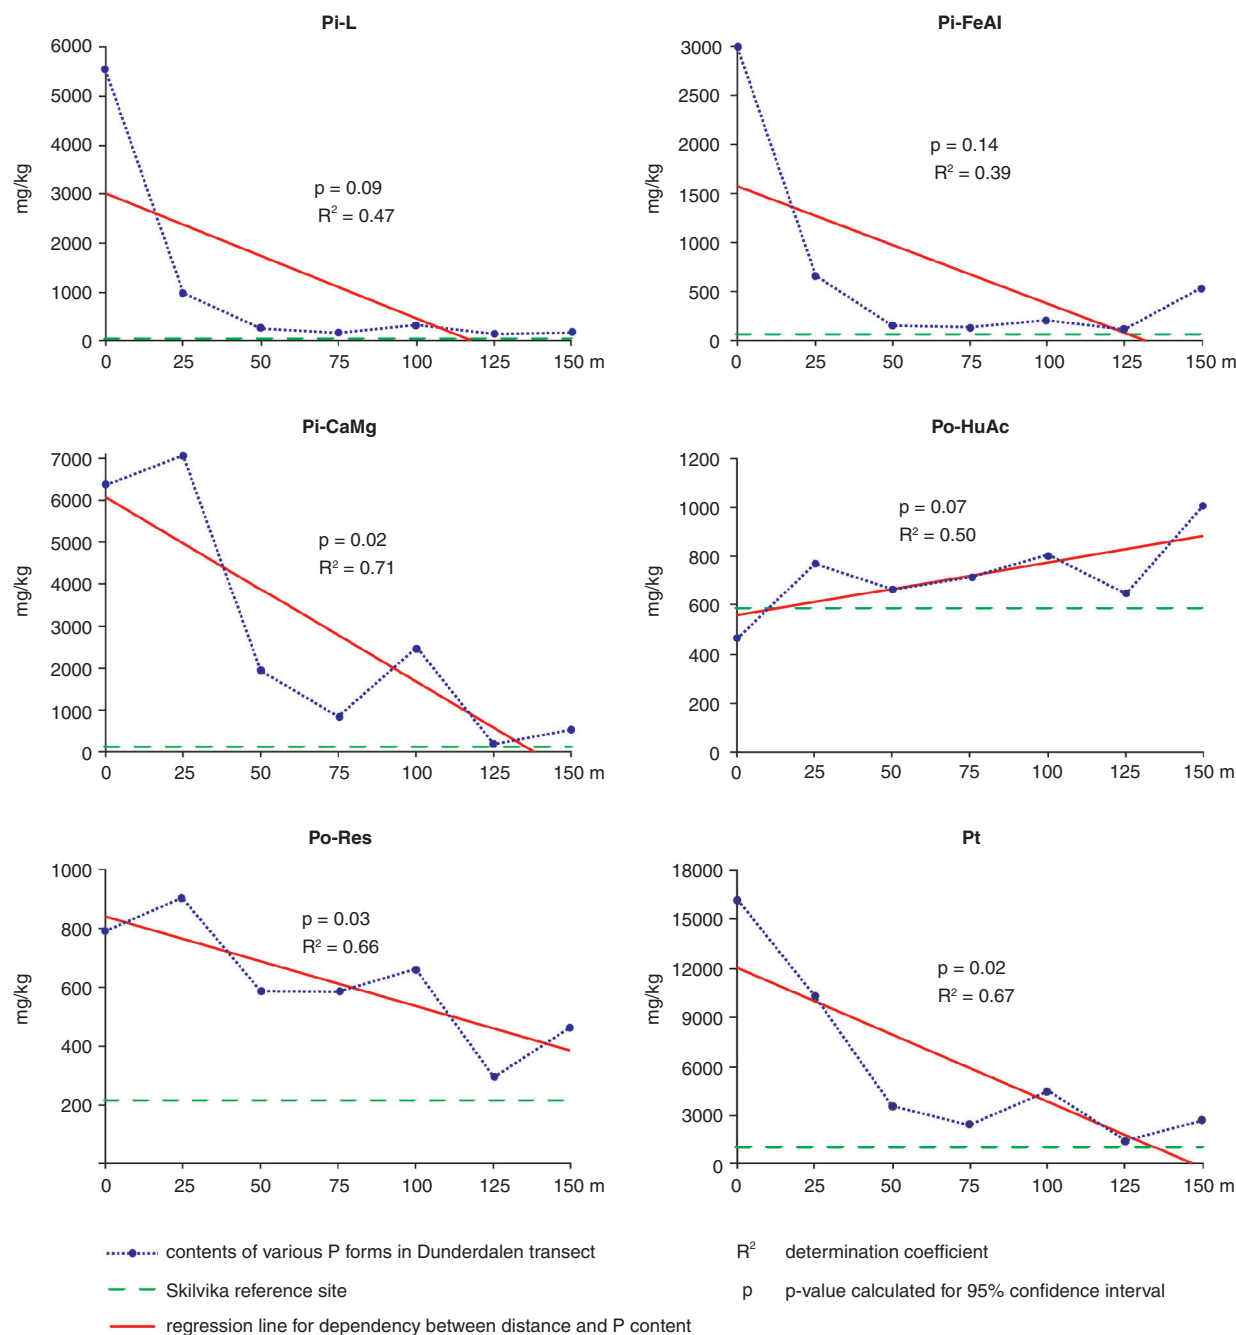 Pi-L
6000
5000
4000
3000
2000
1000
0
mg/kg
p = 0.09
R² = 0.47
0 25 50 75 100 125 150 m
Pi-FeAl
3000
2500
2000
1500
1000
500
0
mg/kg
p = 0.14
R² = 0.39
0 25 50 75 100 125 150 m
Pi-CaMg
7000
6000
5000
4000
3000
2000
1000
0
mg/kg
p = 0.02
R² = 0.71
0 25 50 75 100 125 150 m
Po-HuAc
1200
1000
800
600
400
200
0
mg/kg
p = 0.07
R² = 0.50
0 25 50 75 100 125 150 m
Po-Res
1000
800
600
400
200
mg/kg
p = 0.03
R² = 0.66
0 25 50 75 100 125 150 m
Pt
18000
15000
12000
9000
6000
3000
0
mg/kg
p = 0.02
R² = 0.67
0 25 50 75 100 125 150 m
contents of various P forms in Dunderdalen transect
Skilvika reference site
regression line for dependency between distance and P content
R² determination coefficient
p p-value calculated for 95% confidence interval